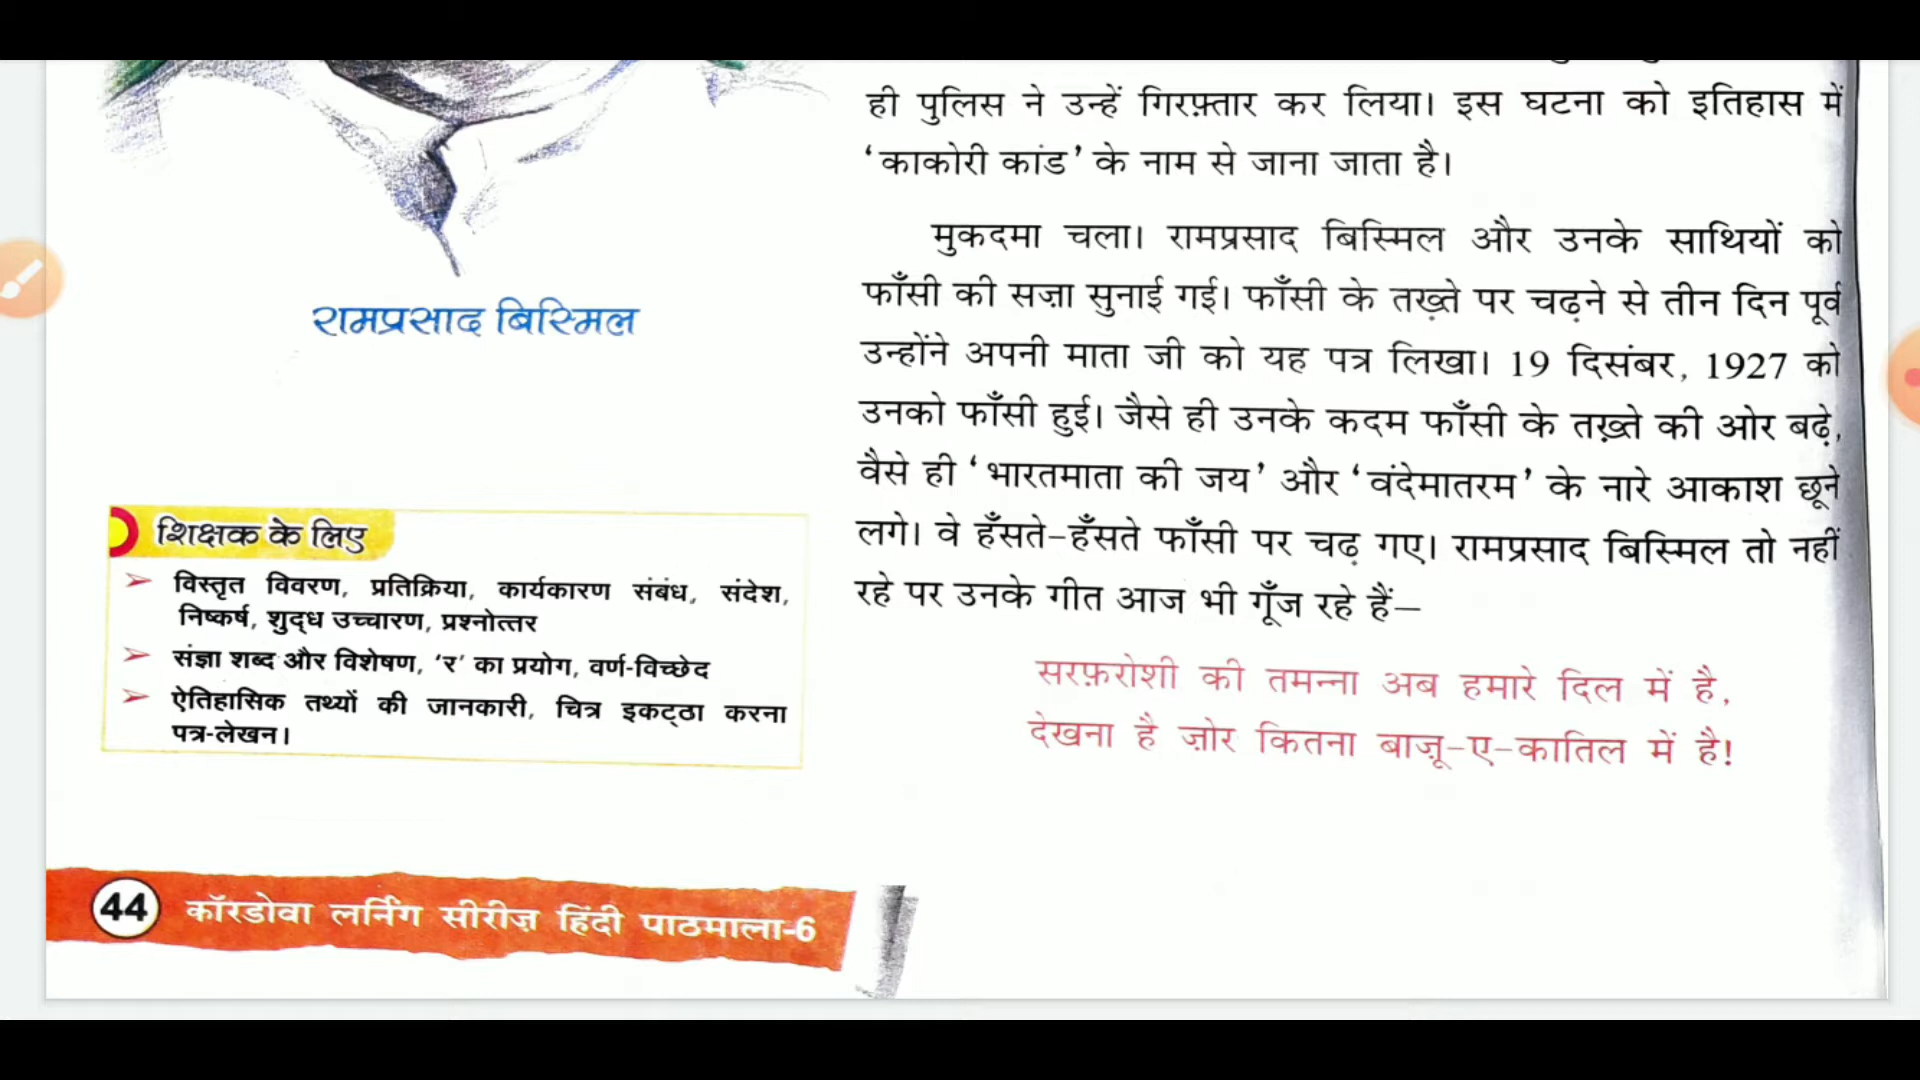 रामप्रसाद बिस्मिल
शिक्षक के लिए
विस्तृत विवरण, प्रतिक्रिया, कार्यकारण संबंध, संदेश,
निष्कर्ष, शुद्ध उच्चारण, प्रश्नोत्तर
संज्ञा शब्द और विशेषण, ‘र’ का प्रयोग, वर्ण-विच्छेद
ऐतिहासिक तथ्यों की जानकारी, चित्र इकट्ठा करना
पत्र-लेखन।
ही पुलिस ने उन्हें गिरफ़्तार कर लिया। इस घटना को इतिहास में
‘काकोरी कांड’ के नाम से जाना जाता है।
मुकदमा चला। रामप्रसाद बिस्मिल और उनके साथियों को
फाँसी की सज़ा सुनाई गई। फाँसी के तख़्ते पर चढ़ने से तीन दिन पूर्व
उन्होंने अपनी माता जी को यह पत्र लिखा। 19 दिसंबर, 1927 को
उनको फाँसी हुई। जैसे ही उनके कदम फाँसी के तख़्ते की ओर बढ़े,
वैसे ही ‘भारतमाता की जय’ और ‘वंदेमातरम’ के नारे आकाश छूने
लगे। वे हँसते-हँसते फाँसी पर चढ़ गए। रामप्रसाद बिस्मिल तो नहीं
रहे पर उनके गीत आज भी गूँज रहे हैं—
सरफ़रोशी की तमन्ना अब हमारे दिल में है,
देखना है ज़ोर कितना बाज़ू-ए-कातिल में है!
44 कॉरडोवा लर्निंग सीरीज़ हिंदी पाठमाला-6